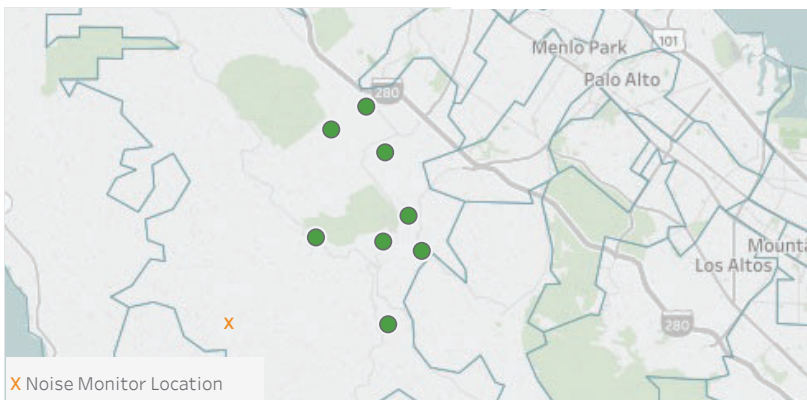 101
Menlo Park
Palo Alto
280
Mounta
Los Altos
280
X
X Noise Monitor Location